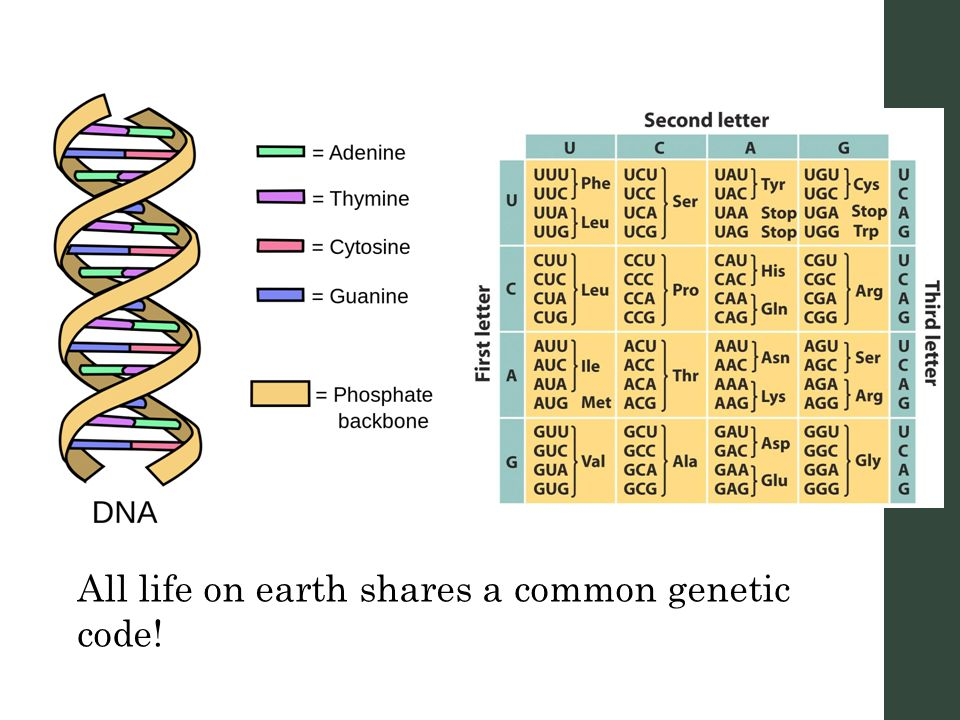 = Adenine
= Thymine
= Cytosine
= Guanine
= Phosphate
backbone
DNA
Second letter
U C A G
First letter
Third letter
U
UUU UCU UAU UGU U
UUC Phe UCC UAC Tyr UGC Cys C
UUA UCA Ser UAA Stop UGA Stop A
UUG Leu UCG UAG Stop UGG Trp G
C
CUU CCU CAU CGU U
CUC CCC CAC His CGC C
CUA Leu CCA Pro CAA CGA Arg A
CUG CCG CAG Gln CGG G
A
AUU ACU AAU AGU U
AUC Ile ACC AAC Asn AGC Ser C
AUA ACA Thr AAA AGA A
AUG Met ACG AAG Lys AGG Arg G
G
GUU GCU GAU GGU U
GUC GCC GAC Asp GGC C
GUA Val GCA Ala GAA GGA Gly A
GUG GCG GAG Glu GGG G
All life on earth shares a common genetic
code!